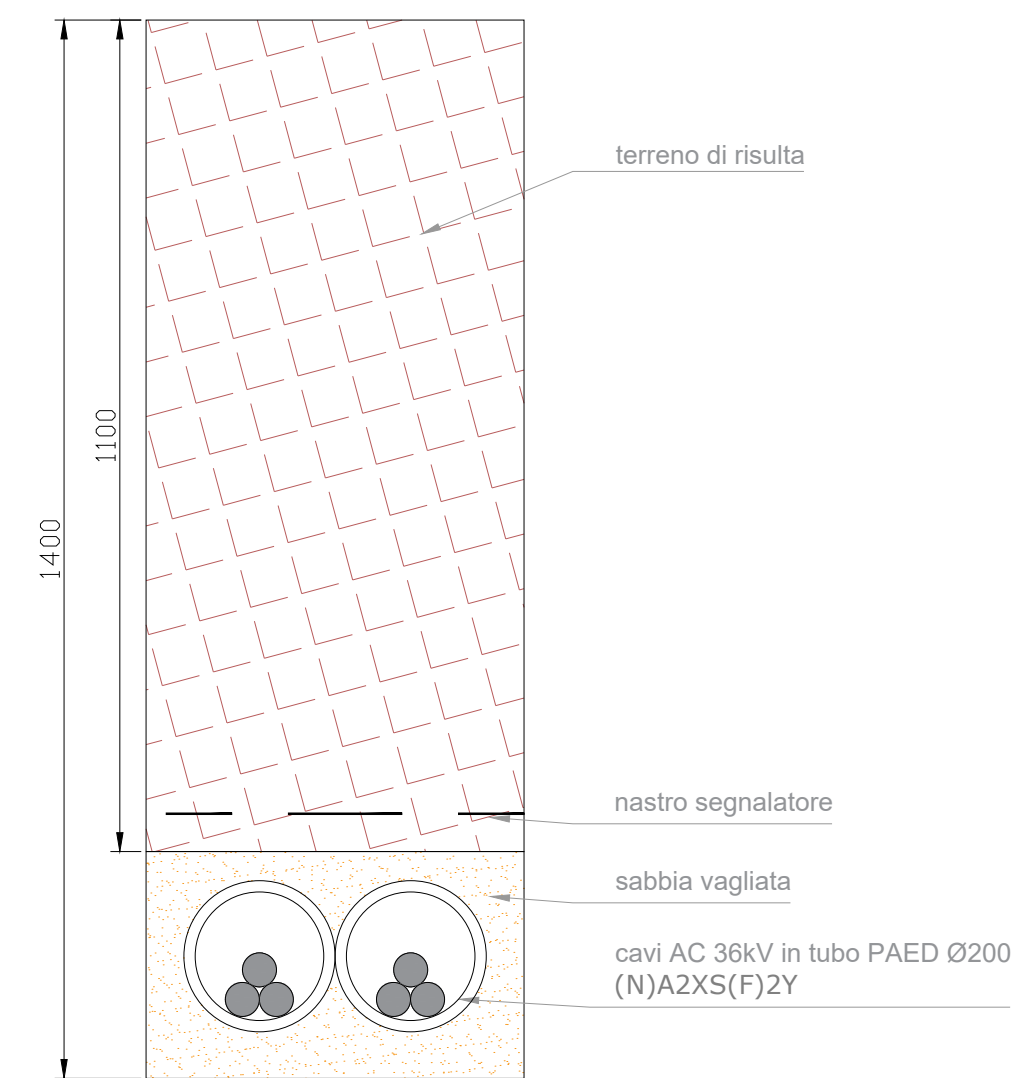 terreno di risulta
1100
1400
nastro segnalatore
sabbia vagliata
cavi AC 36kV in tubo PAED Ø200
(N)A2XS(F)2Y